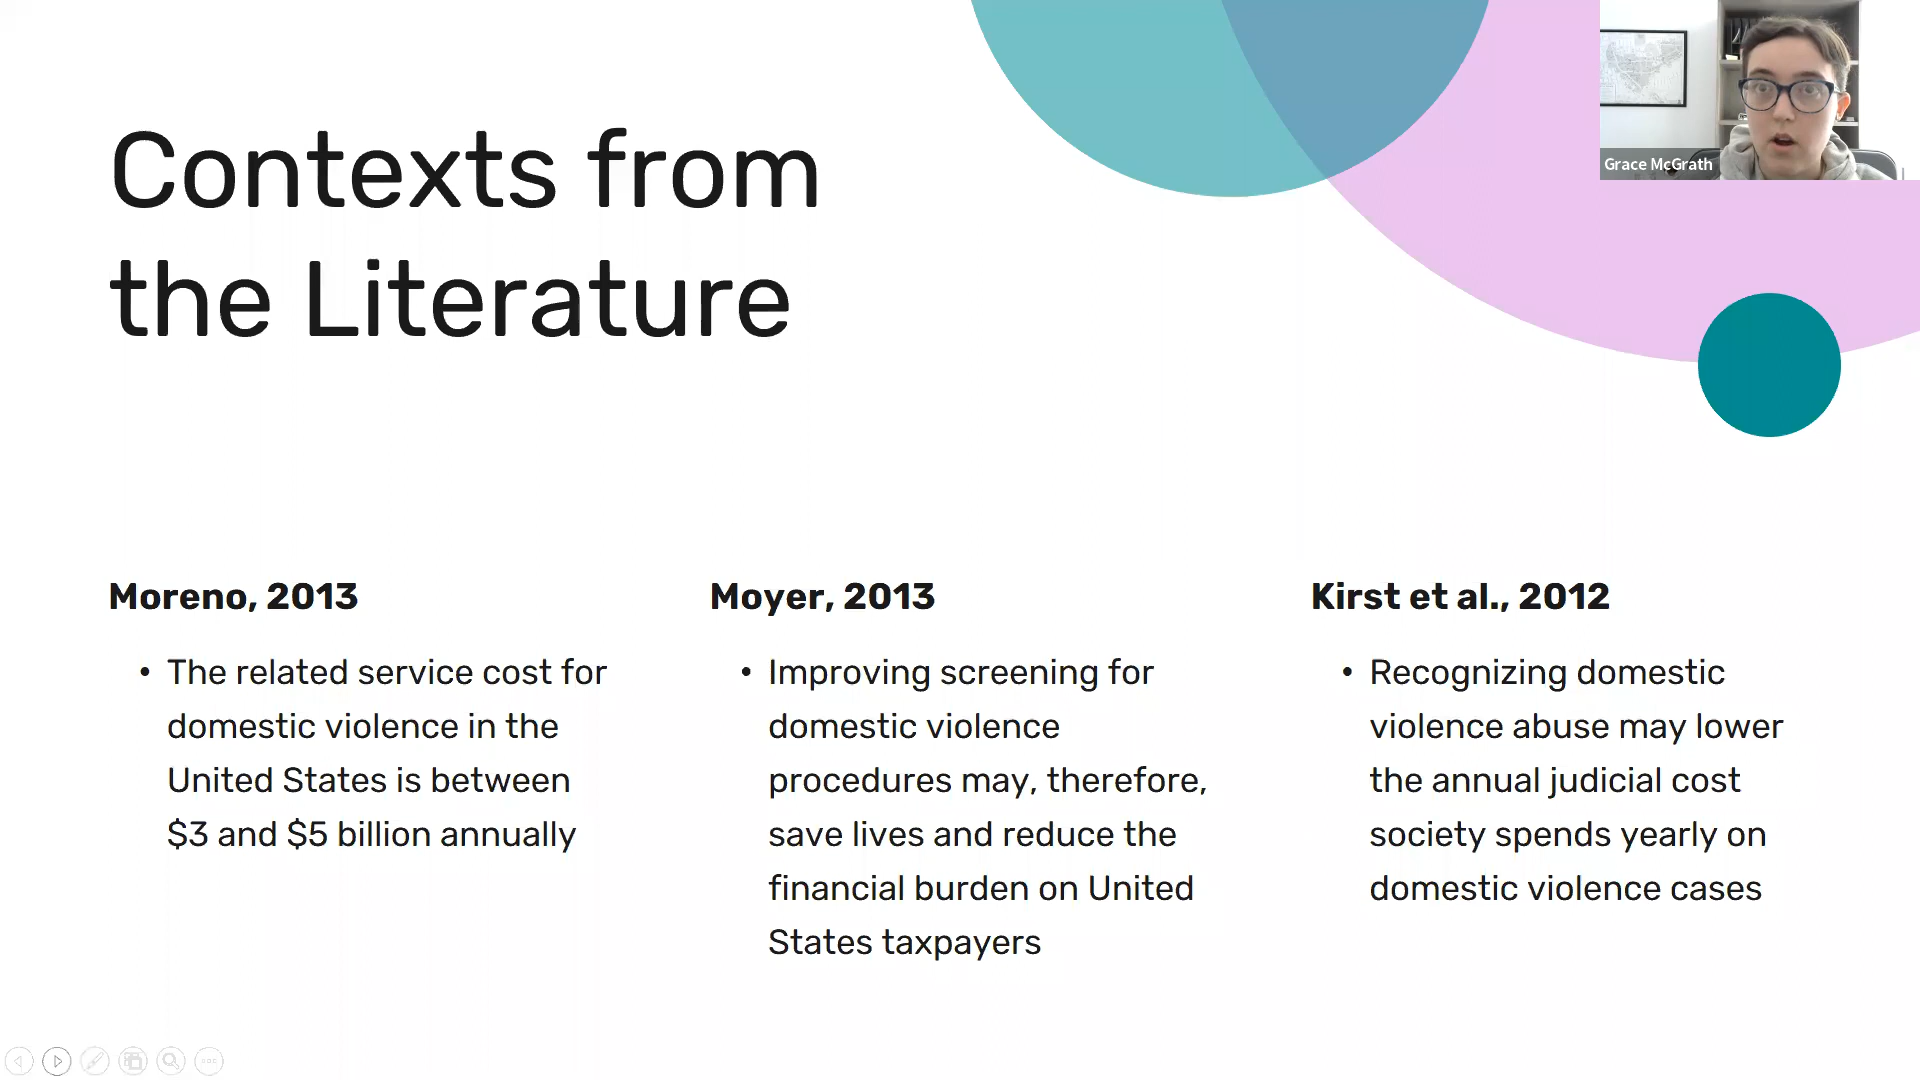 Contexts from
the Literature
Grace McGrath
Moreno, 2013
• The related service cost for
domestic violence in the
United States is between
$3 and $5 billion annually
Moyer, 2013
• Improving screening for
domestic violence
procedures may, therefore,
save lives and reduce the
financial burden on United
States taxpayers
Kirst et al., 2012
• Recognizing domestic
violence abuse may lower
the annual judicial cost
society spends yearly on
domestic violence cases